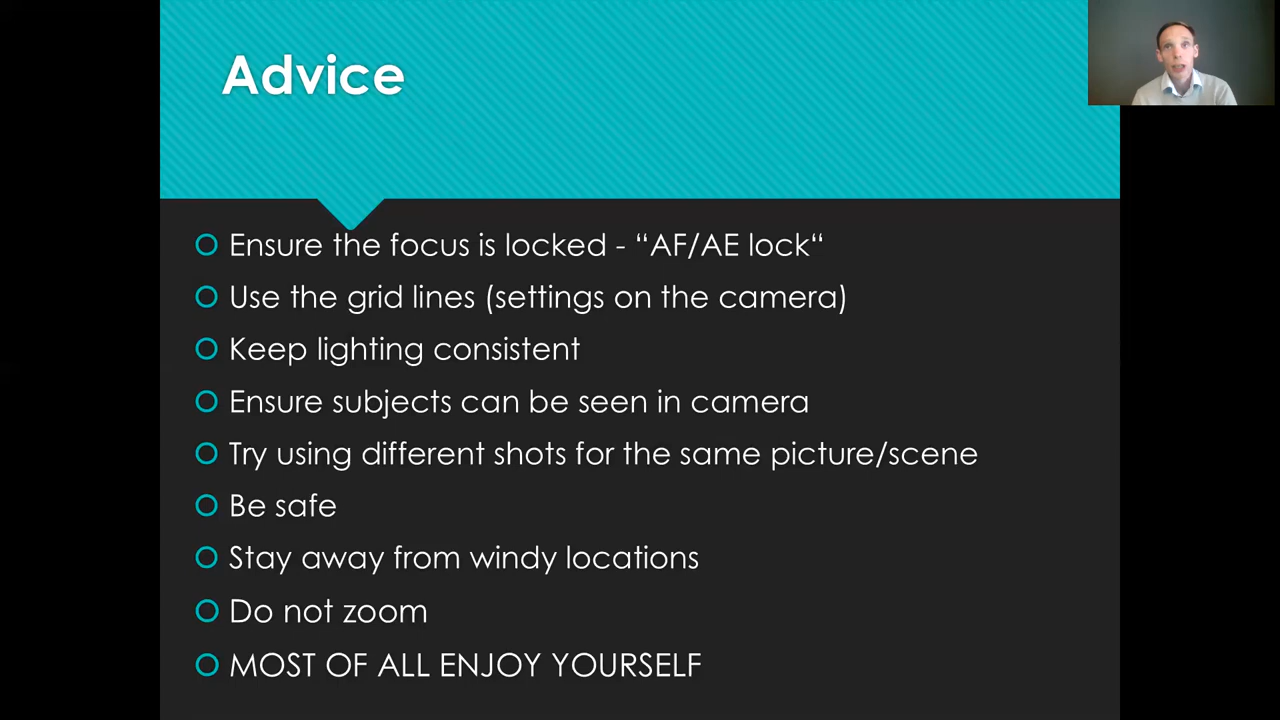 Advice
Ensure the focus is locked - “AF/AE lock“
Use the grid lines (settings on the camera)
Keep lighting consistent
Ensure subjects can be seen in camera
Try using different shots for the same picture/scene
Be safe
Stay away from windy locations
Do not zoom
MOST OF ALL ENJOY YOURSELF